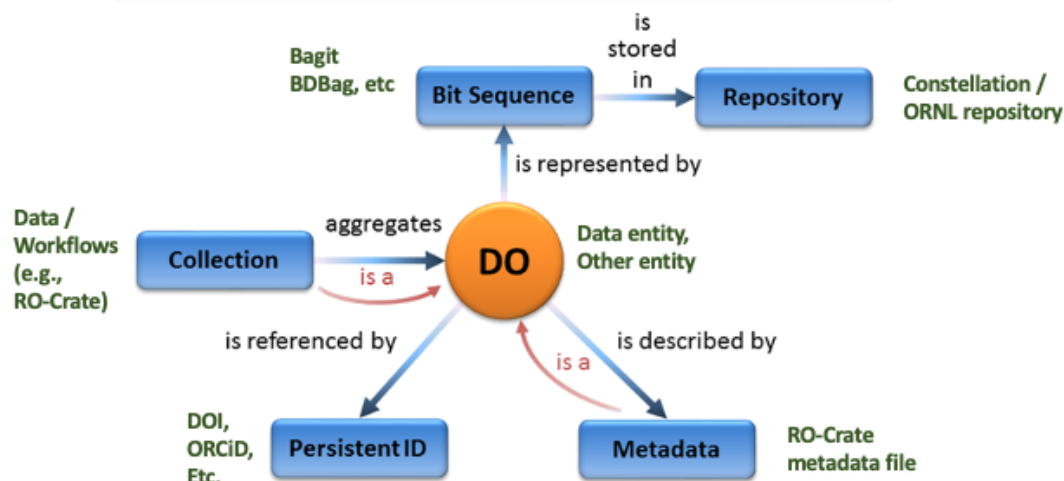 is
stored
in
Bagit
BDBag, etc
Bit Sequence
Repository
Constellation /
ORNL repository
is represented by
Data /
Workflows
(e.g.,
RO-Crate)
Collection
aggregates
is a
DO
Data entity,
Other entity
is referenced by
is described by
is a
DOI,
ORCiD,
Etc.
Persistent ID
Metadata
RO-Crate
metadata file